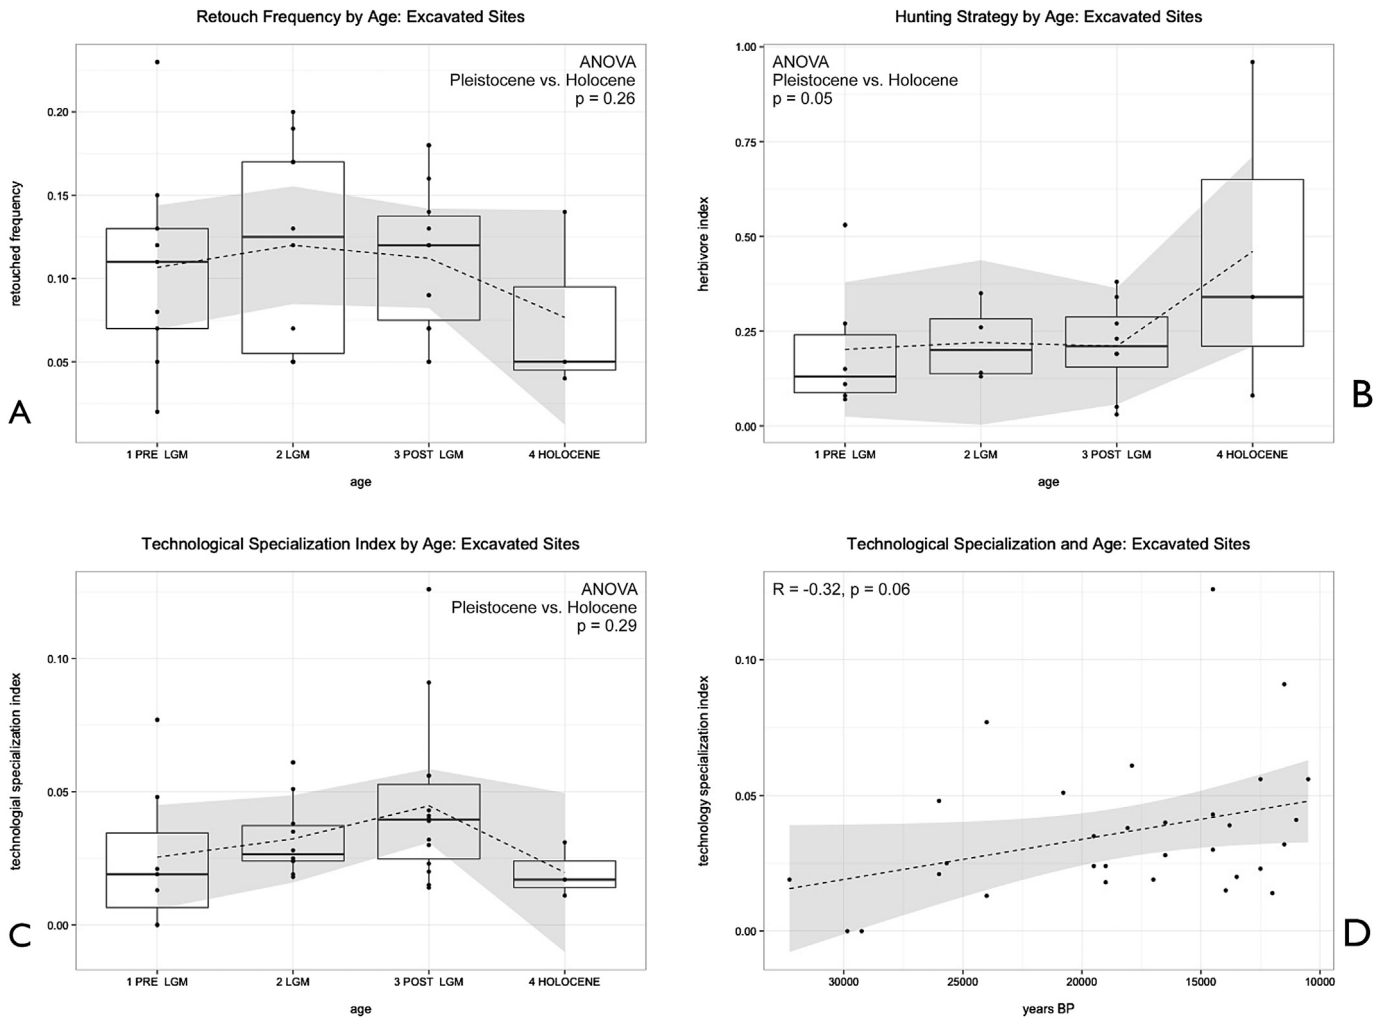 Retouch Frequency by Age: Excavated Sites
ANOVA
Pleistocene vs. Holocene
p = 0.26
0.20
0.15
0.10
0.05
retouched frequency
1 PRE LGM
2 LGM
3 POST LGM
4 HOLOCENE
age
A
Hunting Strategy by Age: Excavated Sites
ANOVA
Pleistocene vs. Holocene
p = 0.05
1.00
0.75
0.50
0.25
0.00
herbivore index
1 PRE LGM
2 LGM
3 POST LGM
4 HOLOCENE
age
B
Technological Specialization Index by Age: Excavated Sites
ANOVA
Pleistocene vs. Holocene
p = 0.29
0.10
0.05
0.00
technologial specialization index
1 PRE LGM
2 LGM
3 POST LGM
4 HOLOCENE
age
C
Technological Specialization and Age: Excavated Sites
R = -0.32, p = 0.06
0.10
0.05
0.00
technology specialization index
30000
25000
20000
15000
10000
years BP
D